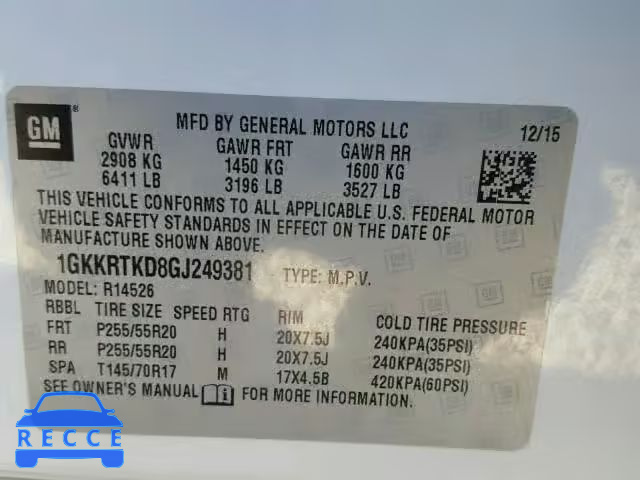 GM ®
MFD BY GENERAL MOTORS LLC 12/15
GVWR GAWR FRT GAWR RR
2908 KG 1450 KG 1600 KG
6411 LB 3196 LB 3527 LB
THIS VEHICLE CONFORMS TO ALL APPLICABLE U.S. FEDERAL MOTOR
VEHICLE SAFETY STANDARDS IN EFFECT ON THE DATE OF
MANUFACTURE SHOWN ABOVE.
1GKKRTKD8GJ249381 TYPE: M.P.V.
MODEL: R14526
RBBL TIRE SIZE SPEED RTG RIM COLD TIRE PRESSURE
FRT P255/55R20 H 20X7.5J 240KPA(35PSI)
RR P255/55R20 H 20X7.5J 240KPA(35PSI)
SPA T145/70R17 M 17X4.5B 420KPA(60PSI)
SEE OWNER'S MANUAL FOR MORE INFORMATION.
RECCE